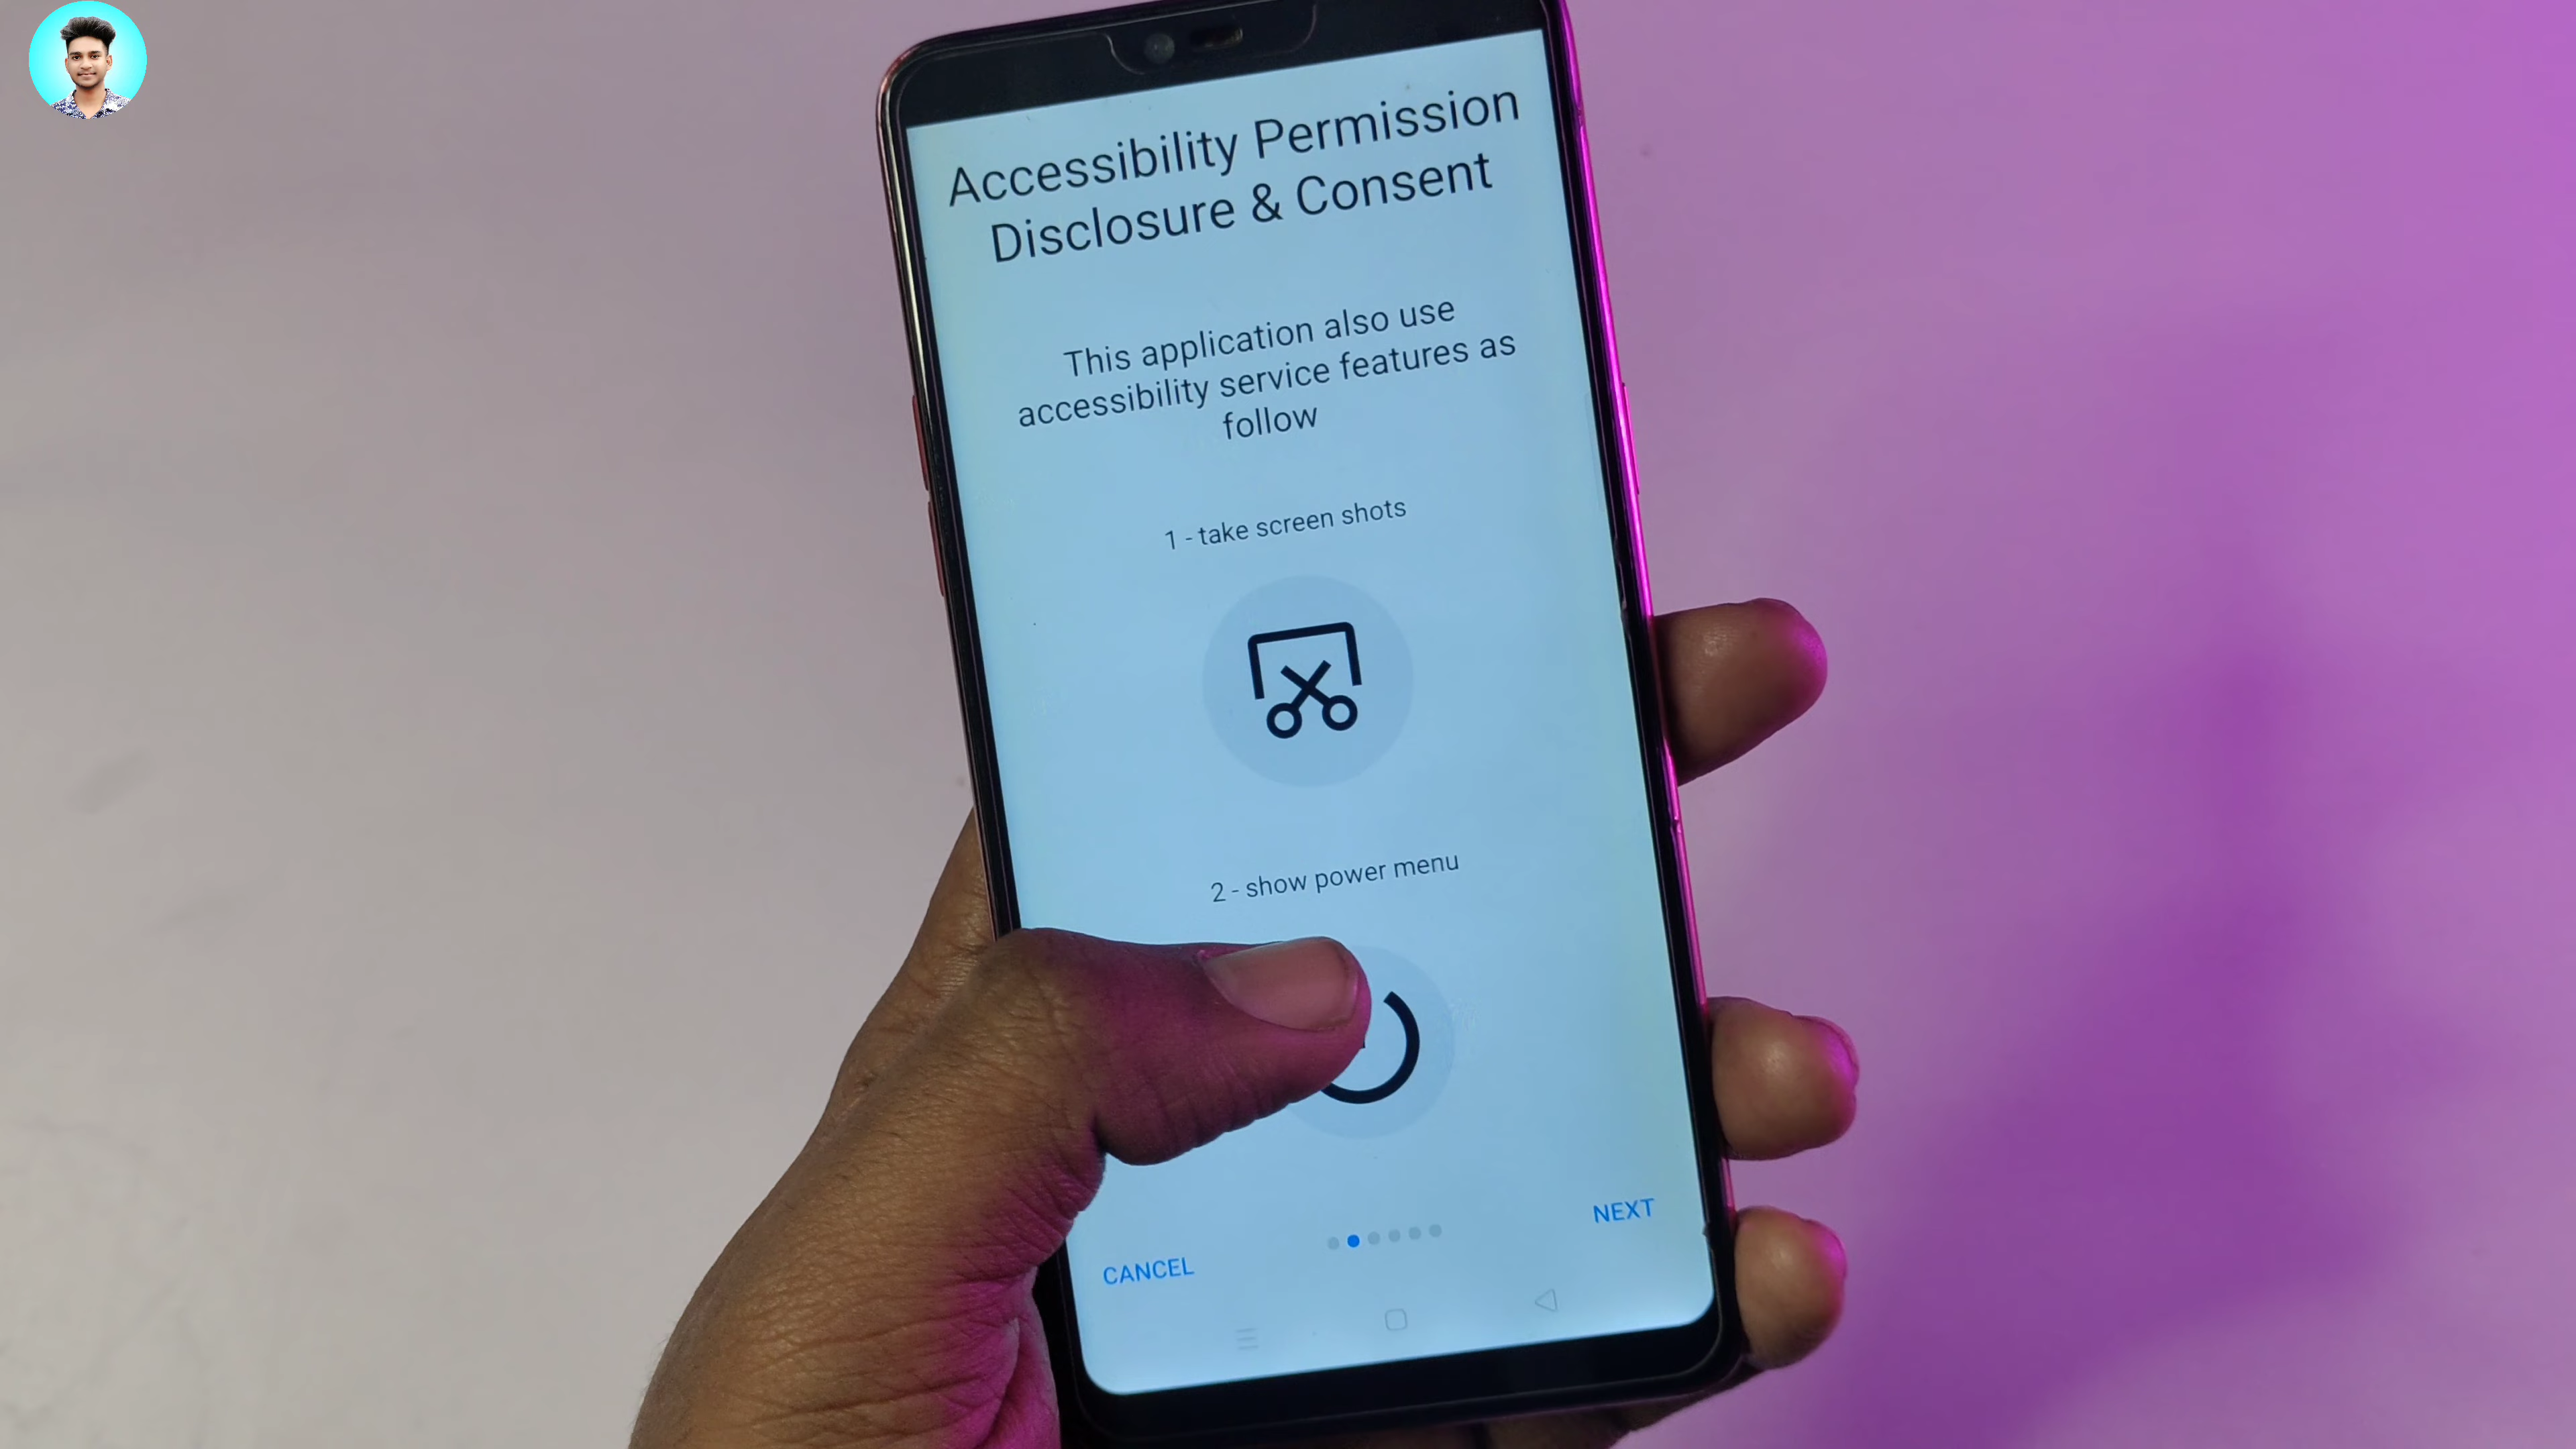 Accessibility Permission
Disclosure & Consent
This application also use
accessibility service features as
follow
1 - take screen shots
2 - show power menu
NEXT
CANCEL